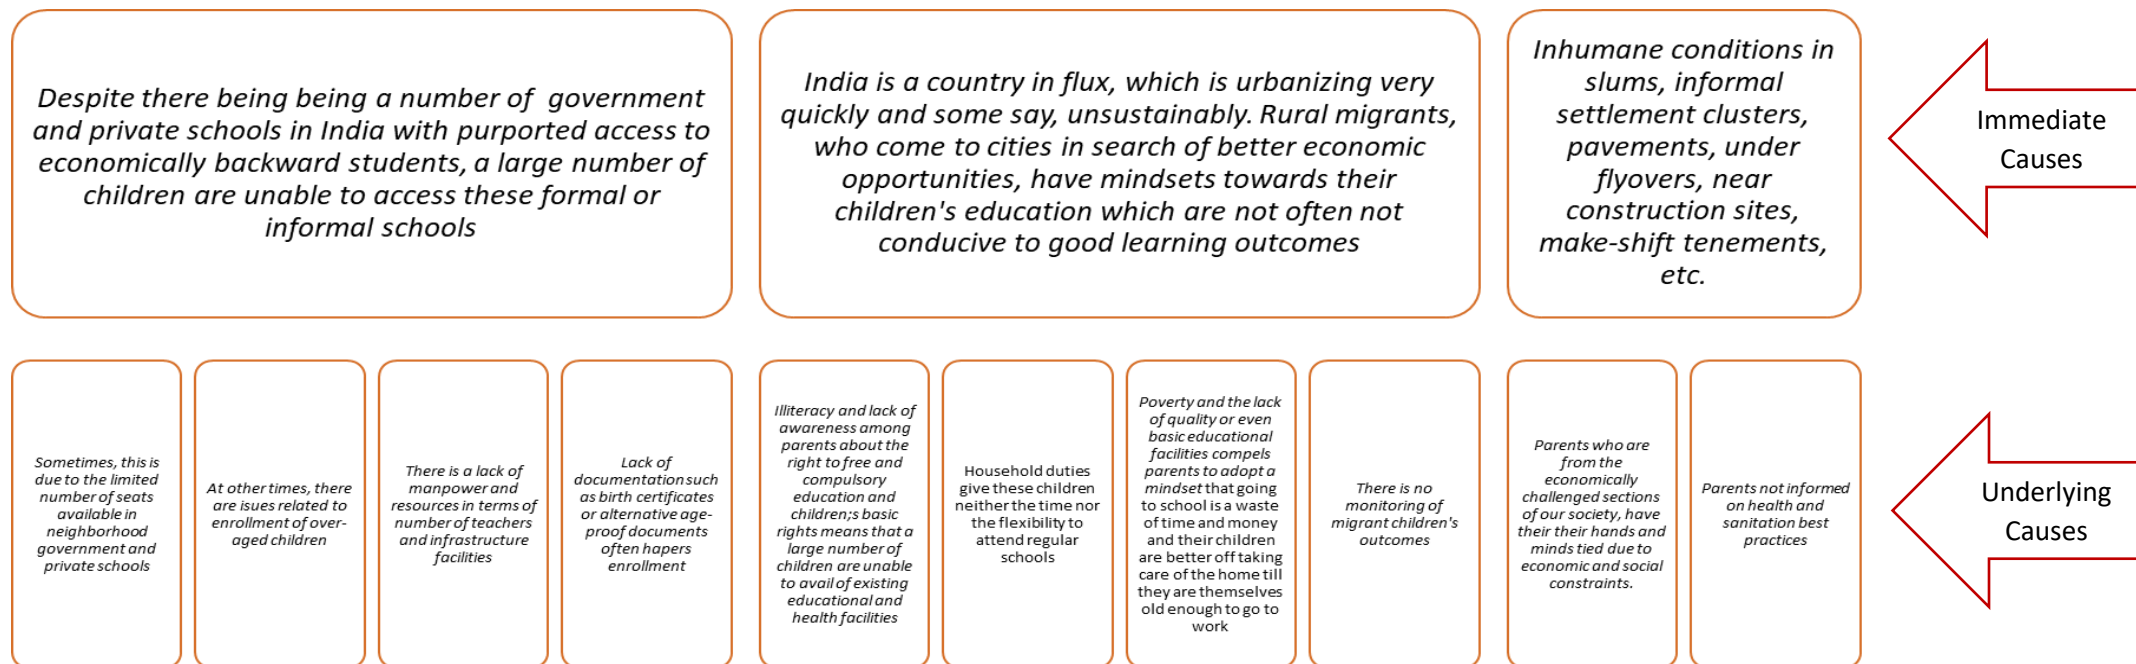 Despite there being being a number of government
and private schools in India with purported access to
economically backward students, a large number of
children are unable to access these formal or
informal schools
India is a country in flux, which is urbanizing very
quickly and some say, unsustainably. Rural migrants,
who come to cities in search of better economic
opportunities, have mindsets towards their
children's education which are not often not
conducive to good learning outcomes
Inhumane conditions in
slums, informal
settlement clusters,
pavements, under
flyovers, near
construction sites,
make-shift tenements,
etc.
Immediate
Causes
Sometimes, this is
due to the limited
number of seats
available in
neighborhood
government and
private schools
At other times, there
are isues related to
enrollment of over-
aged children
There is a lack of
manpower and
resources in terms of
number of teachers
and infrastructure
facilities
Lack of
documentation such
as birth certificates
or alternative age-
proof documents
often hapers
enrollment
Illiteracy and lack of
awareness among
parents about the
right to free and
compulsory
education and
children;s basic
rights means that a
large number of
children are unable
to avail of existing
educational and
health facilities
Household duties
give these children
neither the time nor
the flexibility to
attend regular
schools
Poverty and the lack
of quality or even
basic educational
facilities compels
parents to adopt a
mindset that going
to school is a waste
of time and money
and their children
are better off taking
care of the home till
they are themselves
old enough to go to
work
There is no
monitoring of
migrant children's
outcomes
Parents who are
from the
economically
challenged sections
of our society, have
their their hands and
minds tied due to
economic and social
constraints.
Parents not informed
on health and
sanitation best
practices
Underlying
Causes